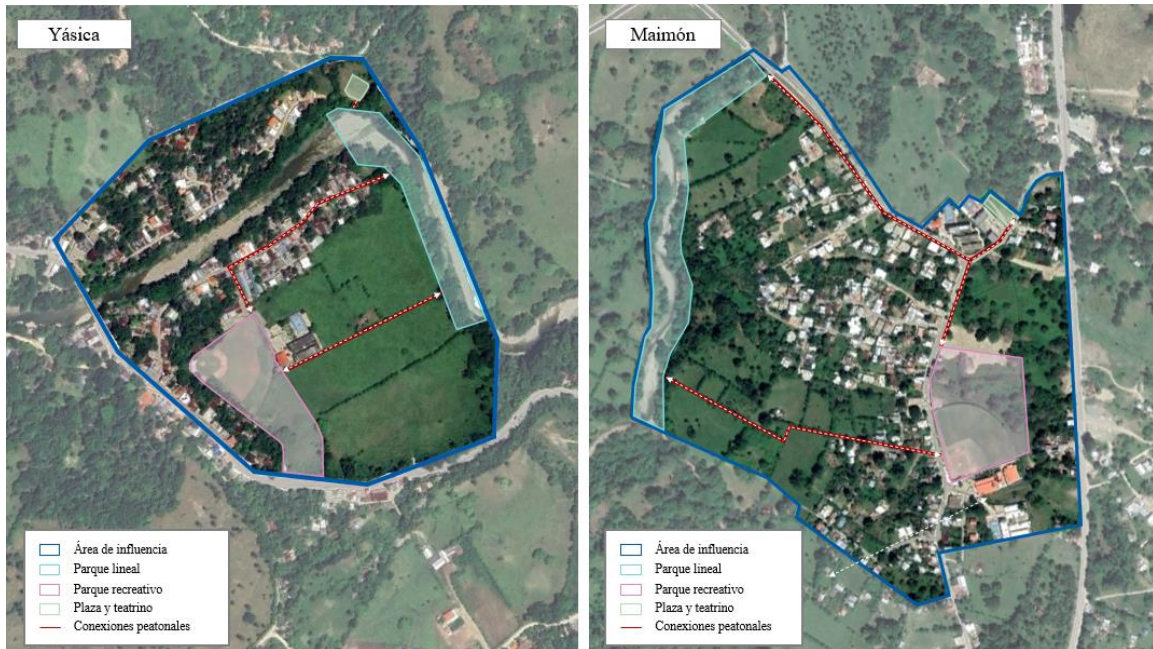 Yásica
Área de influencia
Parque lineal
Parque recreativo
Plaza y teatrino
Conexiones peatonales
Maimón
Área de influencia
Parque lineal
Parque recreativo
Plaza y teatrino
Conexiones peatonales